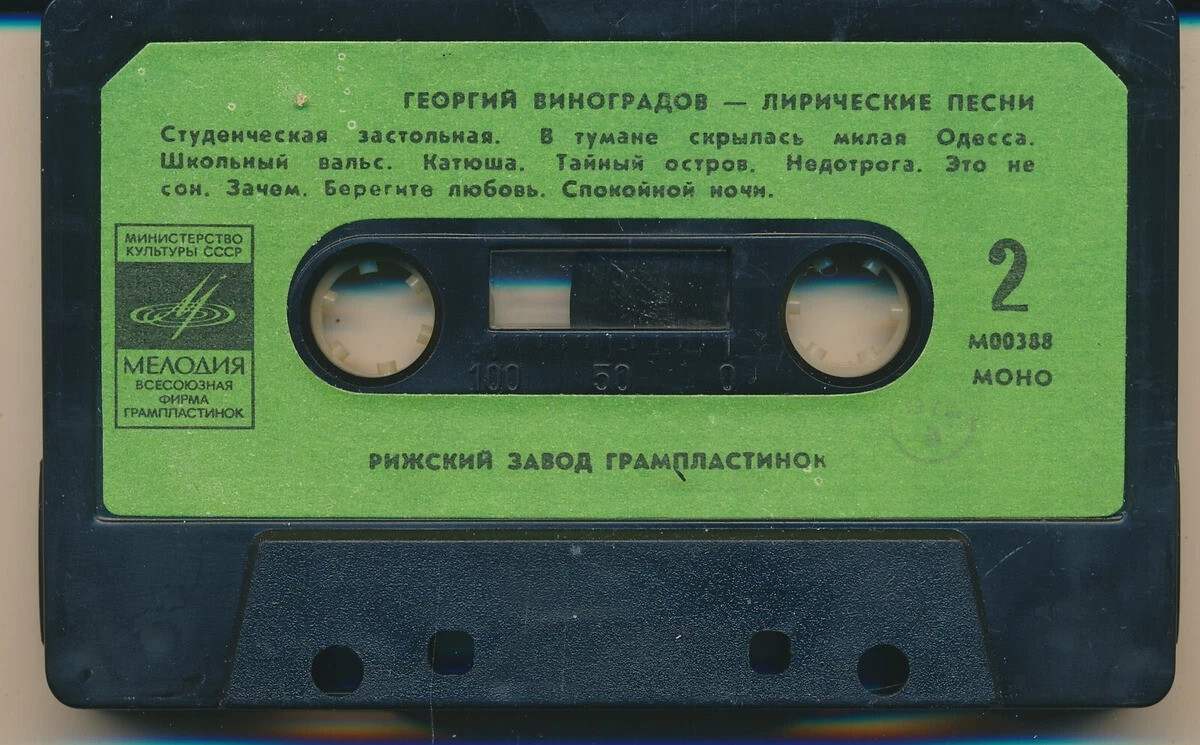 ГЕОРГИЙ ВИНОГРАДОВ — ЛИРИЧЕСКИЕ ПЕСНИ
Студенческая застольная. В тумане скрылась милая Одесса.
Школьный вальс. Катюша. Тайный остров. Недотрога. Это не
сон. Зачем. Берегите любовь. Спокойной ночи.
МИНИСТЕРСТВО
КУЛЬТУРЫ СССР
МЕЛОДИЯ
ВСЕСОЮЗНАЯ
ФИРМА
ГРАМПЛАСТИНОК
2
М00388
МОНО
100 50 0
РИЖСКИЙ ЗАВОД ГРАМПЛАСТИНОК